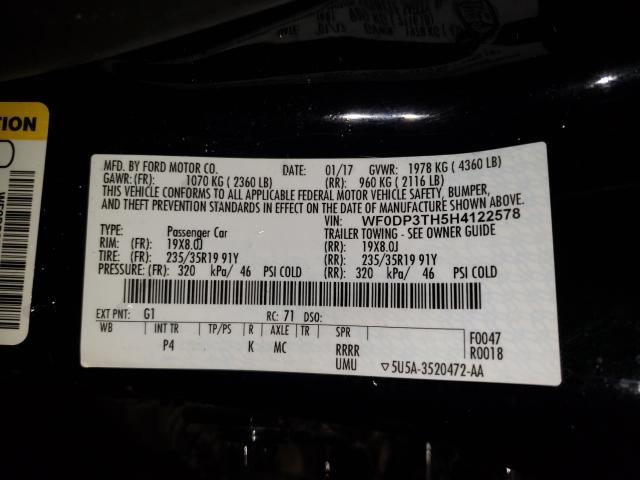 TION
MFD. BY FORD MOTOR CO. DATE: 01/17 GVWR: 1978 KG ( 4360 LB)
GAWR: (FR): 1070 KG ( 2360 LB) (RR): 960 KG ( 2116 LB)
THIS VEHICLE CONFORMS TO ALL APPLICABLE FEDERAL MOTOR VEHICLE SAFETY, BUMPER,
AND THEFT PREVENTION STANDARDS IN EFFECT ON THE DATE OF MANUFACTURE SHOWN ABOVE.
VIN: WF0DP3TH5H4122578
TYPE: Passenger Car TRAILER TOWING - SEE OWNER GUIDE
RIM: (FR): 19X8.0J (RR): 19X8.0J
TIRE: (FR): 235/35R19 91Y (RR): 235/35R19 91Y
PRESSURE: (FR) 320 kPa/ 46 PSI COLD (RR): 320 kPa/ 46 PSI COLD
EXT PNT: G1 RC: 71 DSO:
WB INT TR TP/PS R AXLE TR SPR F0047
P4 K MC RRRR R0018
UMU ▽5U5A-3520472-AA